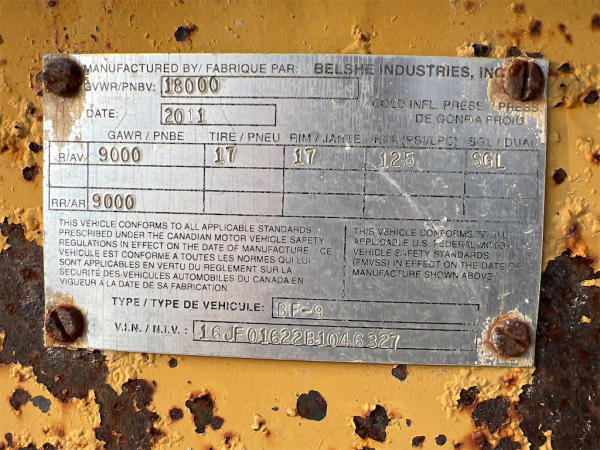 MANUFACTURED BY/ FABRIQUE PAR: BELSHE INDUSTRIES, INC.
GVWR/PNBV: 18000
COLD INFL. PRESS / PRESS
DATE: 2011 DE GONDA FROID
GAWR / PNBE TIRE / PNEU RIM / JANTE KPA (PSI/LPC) SGL / DUAL
F/AV 9000 17 17 125 SGL
RR/AR 9000
THIS VEHICLE CONFORMS TO ALL APPLICABLE STANDARDS
PRESCRIBED UNDER THE CANADIAN MOTOR VEHICLE SAFETY
REGULATIONS IN EFFECT ON THE DATE OF MANUFACTURE. / CE
VEHICULE EST CONFORME A TOUTES LES NORMES QUI LUI
SONT APPLICABLES EN VERTU DU REGLEMENT SUR LA
SECURITE DES-VEHICULES AUTOMOBILES DU CANADA EN
VIGUEUR A LA DATE DE SA FABRICATION.
THIS VEHICLE CONFORMS TO ALL
APPLICABLE U.S. FEDERAL MOTOR
VEHICLE SAFETY STANDARDS
(FMVSS) IN EFFECT ON THE DATE OF
MANUFACTURE SHOWN ABOVE.
TYPE / TYPE DE VEHICULE: BF-9
V.I.N. / N.I.V. : 16JF01622B1046327